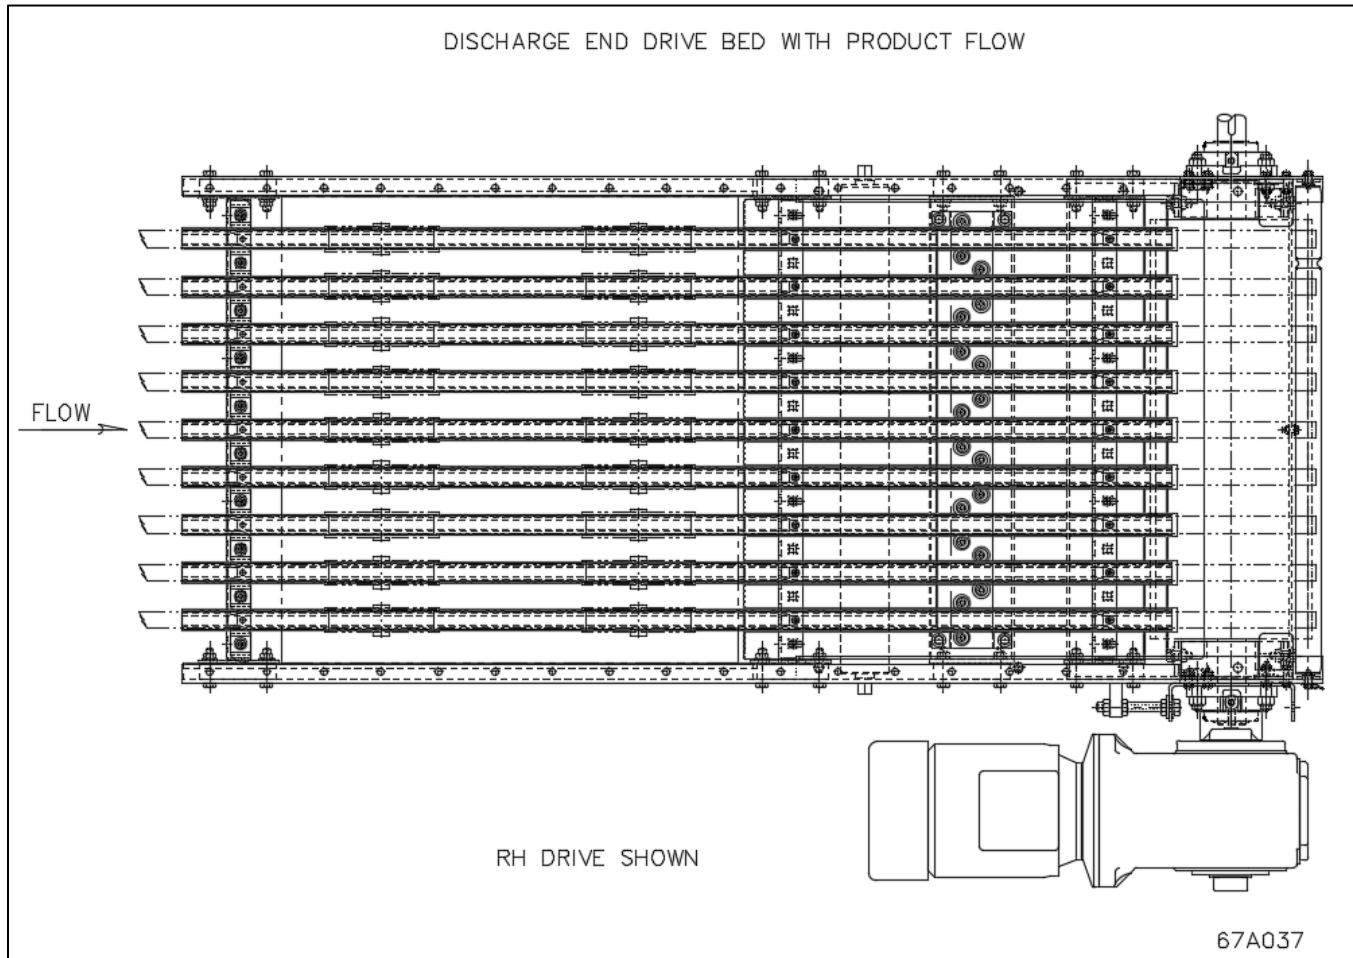 DISCHARGE END DRIVE BED WITH PRODUCT FLOW
FLOW
RH DRIVE SHOWN
67A037